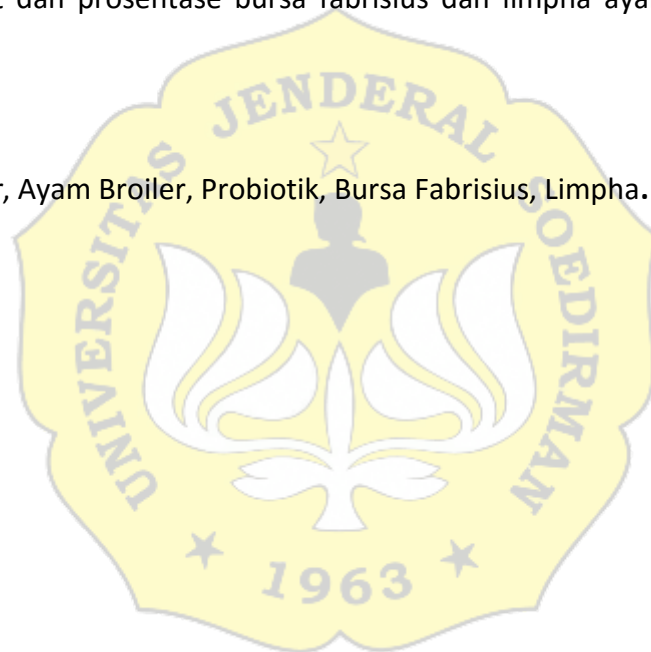 dan prosentase bursa fabrisius dan limpha aya
, Ayam Broiler, Probiotik, Bursa Fabrisius, Limpha.
UNIVERSITAS JENDERAL SOEDIRMAN
1963